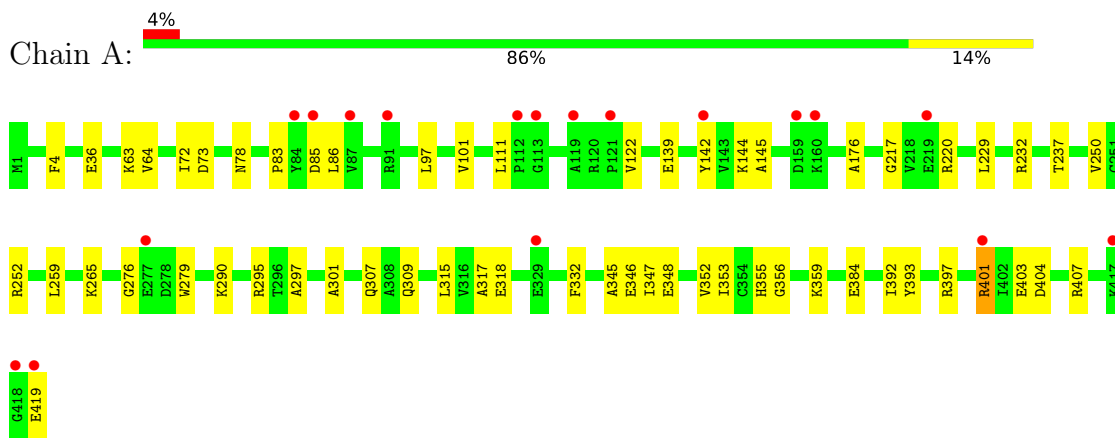 4%
Chain A:
86% 14%
M1 F4 E36 K63 V64 I72 D73 N78 P83 Y84 D85 L86 V87 R91 L97 V101 L111 P112 G113 A119 R120 P121 V122 E139 Y142 V143 K144 A145 D159 K160 A176 G217 V218 E219 R220 L229 R232 T237 V250 G251
R252 L259 K265 G276 E277 D278 W279 K290 R295 T296 A297 A301 Q307 A308 Q309 L315 V316 A317 E318 E329 F332 A345 E346 I347 E348 V352 I353 C354 H355 G356 K359 E384 I392 Y393 R397 R401 I402 E403 D404 R407 K417
G418 E419